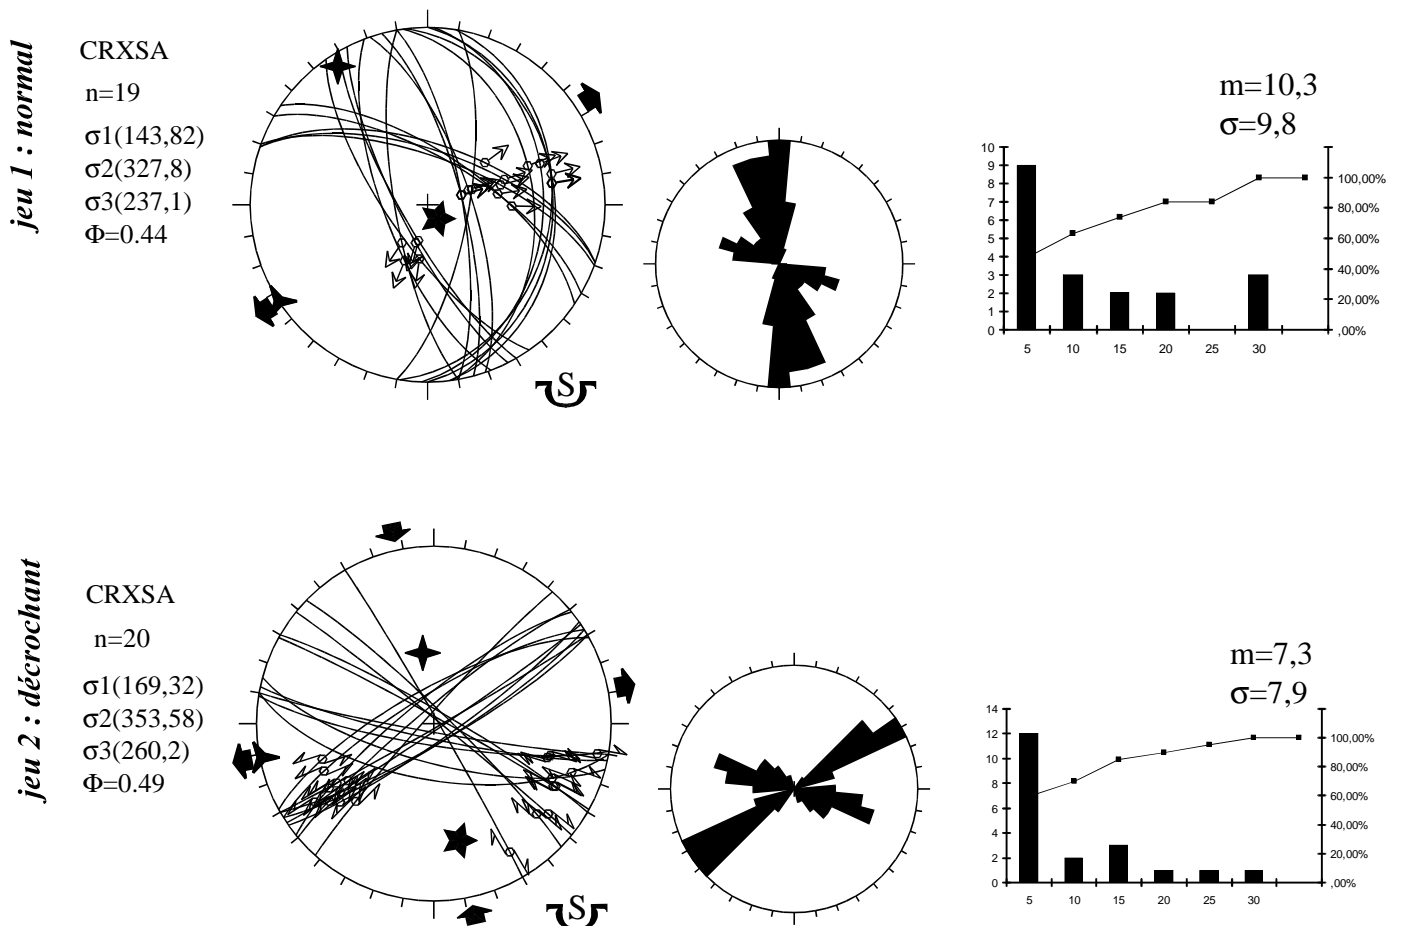 jeu 1 : normal
CRXSA
n=19
σ1(143,82)
σ2(327,8)
σ3(237,1)
Φ=0.44
S
m=10,3
σ=9,8
10
9
8
7
6
5
4
3
2
1
0
5 10 15 20 25 30
100,00%
80,00%
60,00%
40,00%
20,00%
,00%
jeu 2 : décrochant
CRXSA
n=20
σ1(169,32)
σ2(353,58)
σ3(260,2)
Φ=0.49
S
m=7,3
σ=7,9
14
12
10
8
6
4
2
0
5 10 15 20 25 30
100,00%
80,00%
60,00%
40,00%
20,00%
,00%